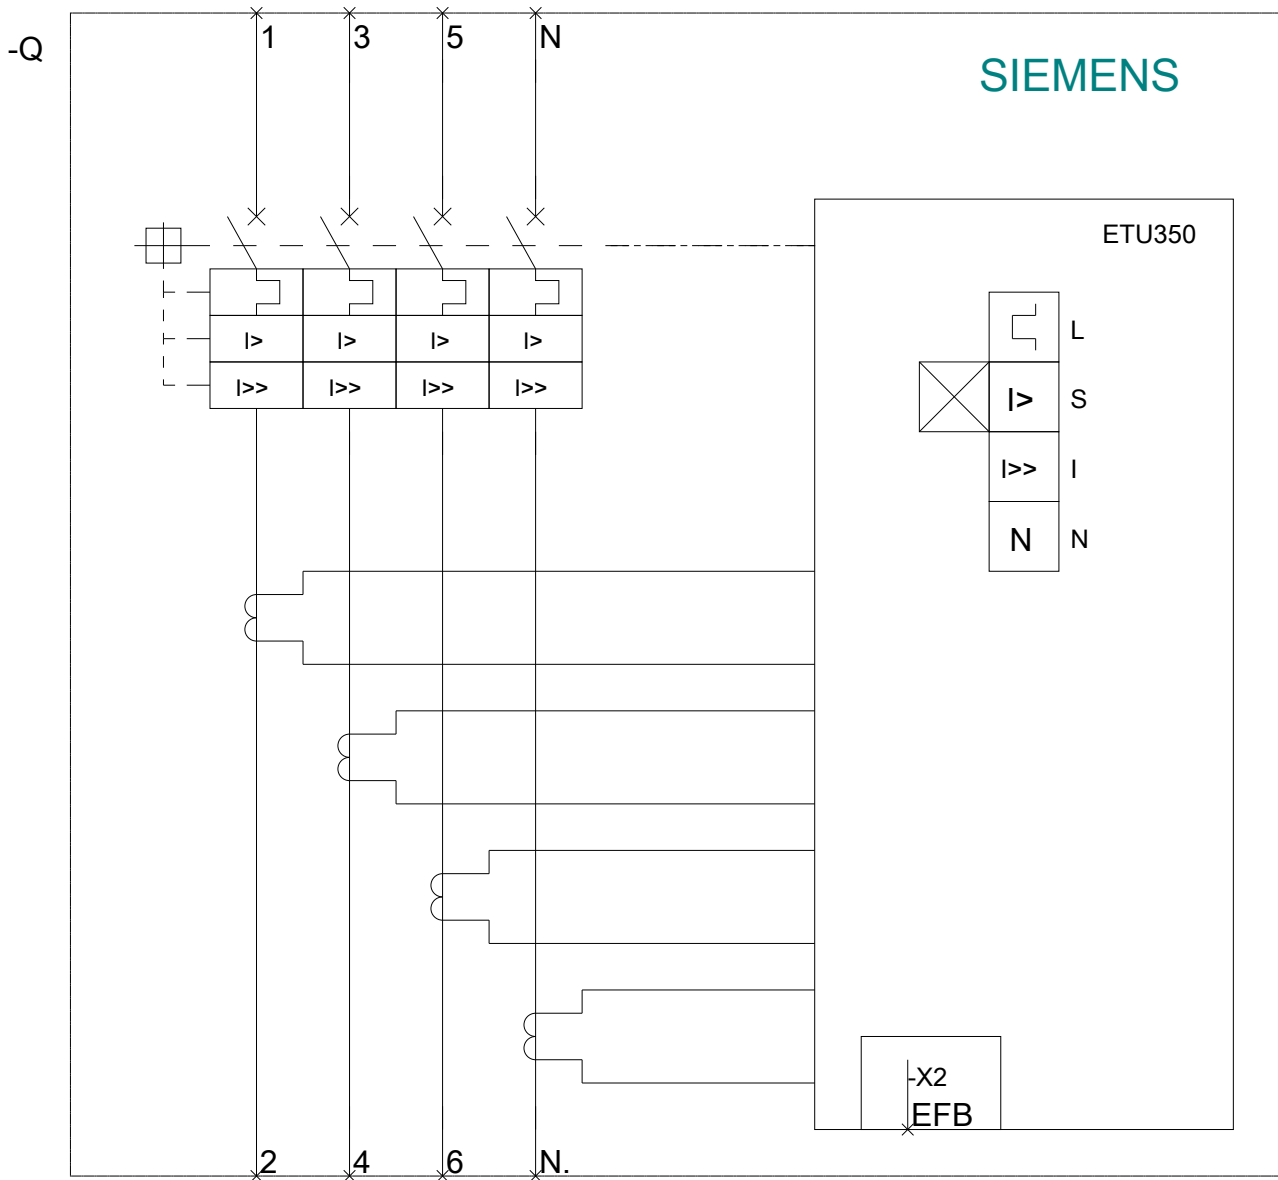 1 3 5 N
-Q
SIEMENS
ETU350
L
I> I> I> I>
I>> I>> I>> I>>
I> S
I>> I
N N
-X2
EFB
2 4 6 N.